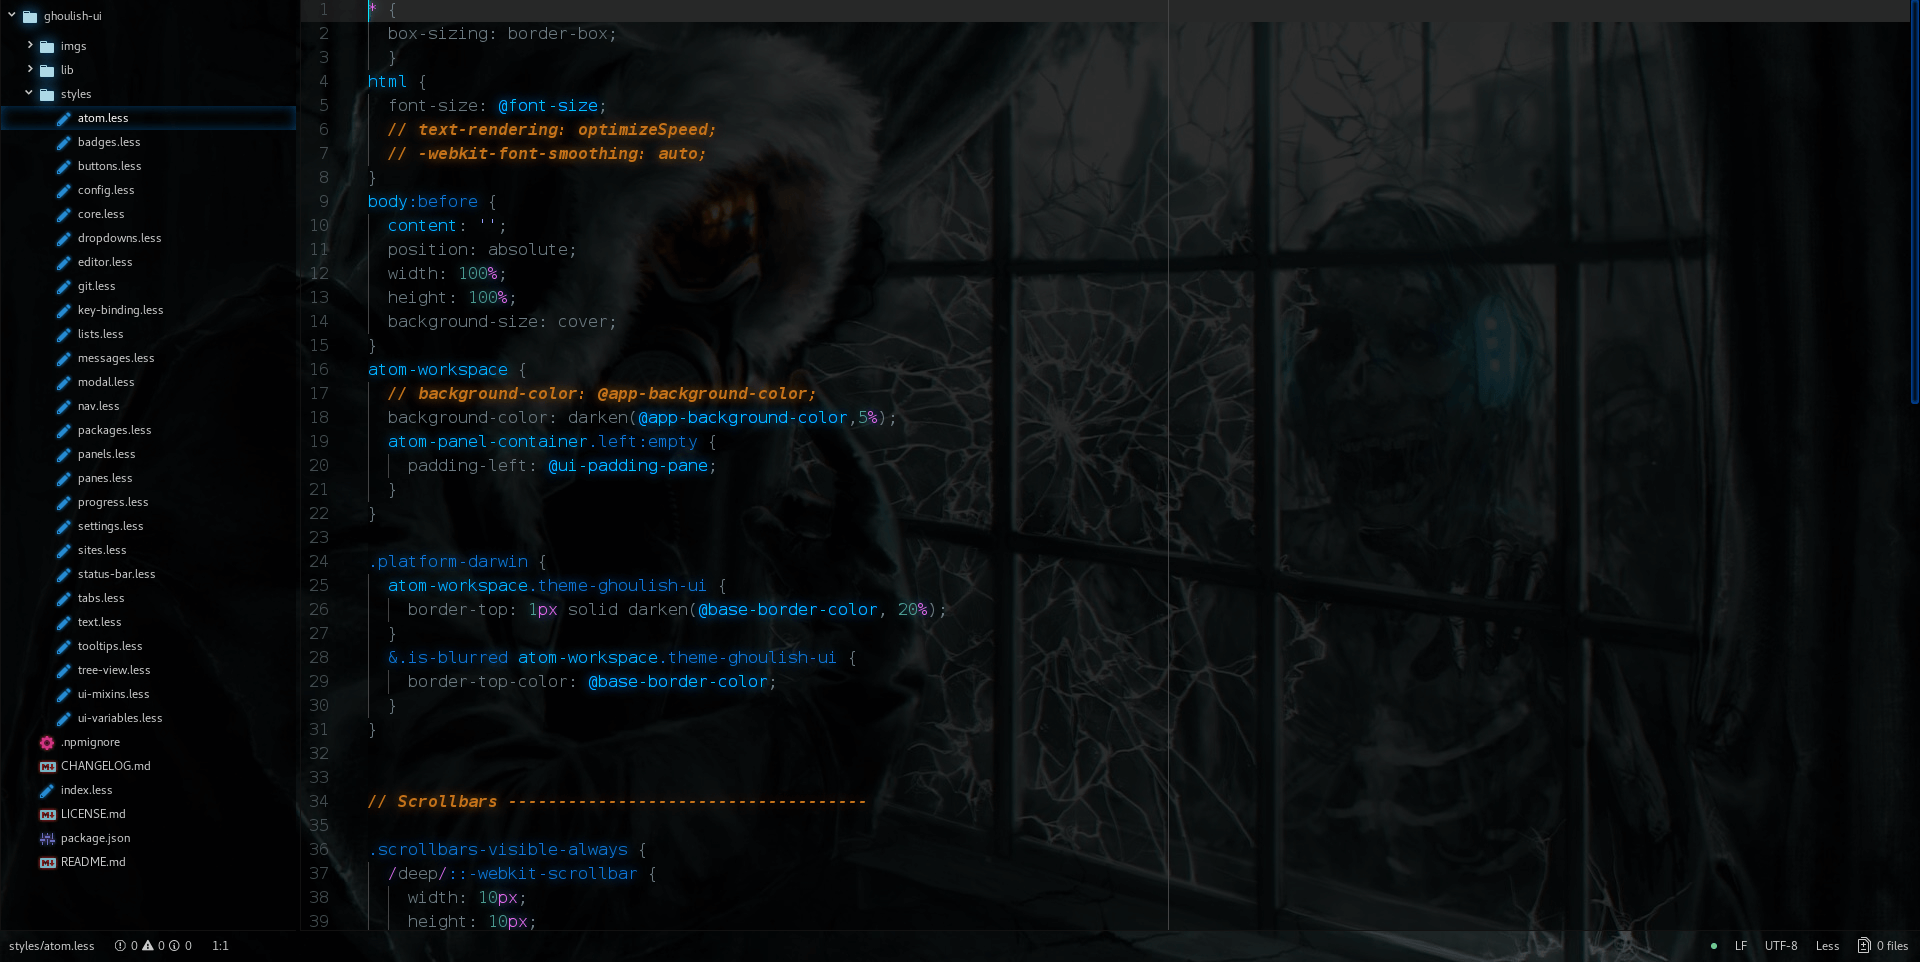 ghoulish-ui
imgs
lib
styles
atom.less
badges.less
buttons.less
config.less
core.less
dropdowns.less
editor.less
git.less
key-binding.less
lists.less
messages.less
modal.less
nav.less
packages.less
panels.less
panes.less
progress.less
settings.less
sites.less
status-bar.less
tabs.less
text.less
tooltips.less
tree-view.less
ui-mixins.less
ui-variables.less
.npmignore
CHANGELOG.md
index.less
LICENSE.md
package.json
README.md
1 * {
2 box-sizing: border-box;
3 }
4 html {
5 font-size: @font-size;
6 // text-rendering: optimizeSpeed;
7 // -webkit-font-smoothing: auto;
8 }
9 body:before {
10 content: '';
11 position: absolute;
12 width: 100%;
13 height: 100%;
14 background-size: cover;
15 }
16 atom-workspace {
17 // background-color: @app-background-color;
18 background-color: darken(@app-background-color,5%);
19 atom-panel-container.left:empty {
20 padding-left: @ui-padding-pane;
21 }
22 }
23
24 .platform-darwin {
25 atom-workspace.theme-ghoulish-ui {
26 border-top: 1px solid darken(@base-border-color, 20%);
27 }
28 &.is-blurred atom-workspace.theme-ghoulish-ui {
29 border-top-color: @base-border-color;
30 }
31 }
32
33
34 // Scrollbars ------------------------------------
35
36 .scrollbars-visible-always {
37 /deep/::-webkit-scrollbar {
38 width: 10px;
39 height: 10px;
styles/atom.less 0 0 0 1:1 LF UTF-8 Less 0 files